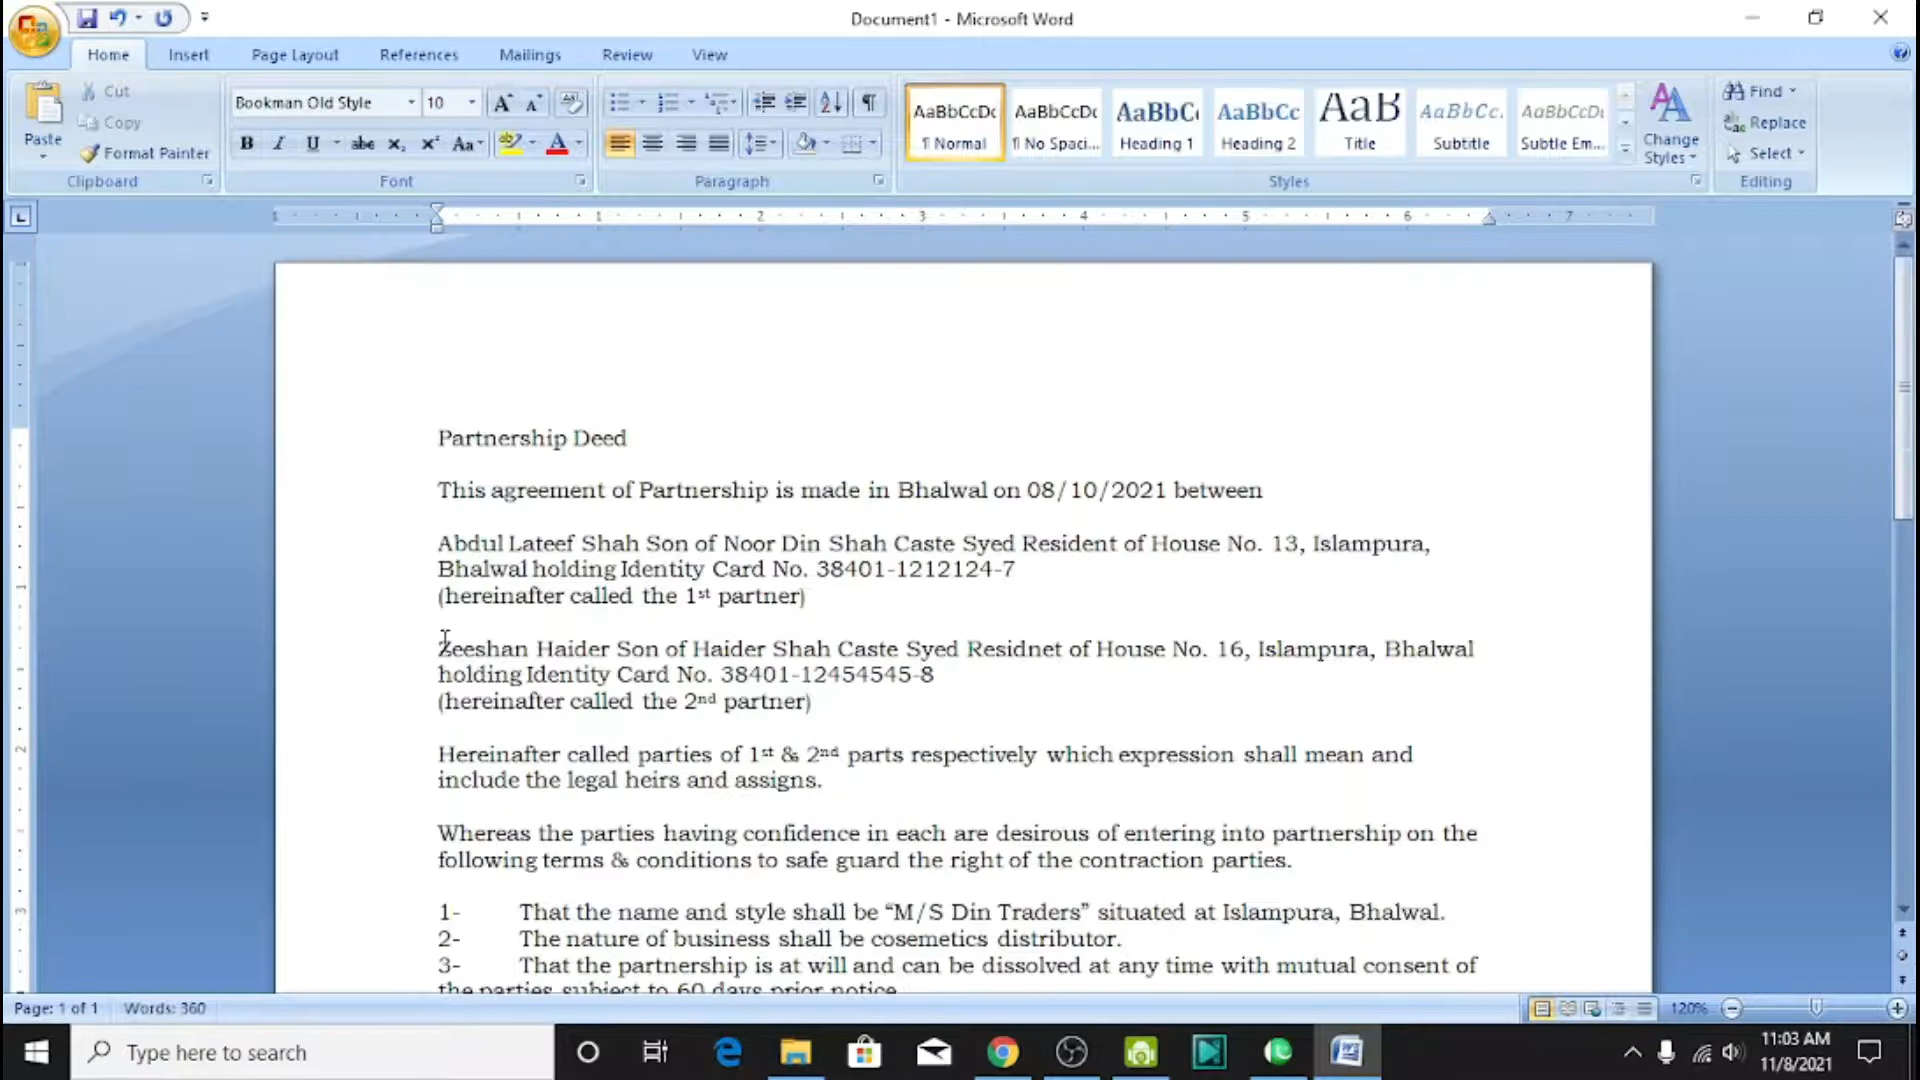 Document1 - Microsoft Word
Home Insert Page Layout References Mailings Review View
Paste
Cut
Copy
Format Painter
Clipboard
Bookman Old Style 10
B I U abc x₂ x² Aa
Font
Paragraph
AaBbCcDc AaBbCcDc AaBbC AaBbCc AaB AaBbCc. AaBbCcDı
¶ Normal ¶ No Spaci... Heading 1 Heading 2 Title Subtitle Subtle Em...
Change Styles
Styles
Find
Replace
Select
Editing
1 1 2 3 4 5 6 7
Partnership Deed
This agreement of Partnership is made in Bhalwal on 08/10/2021 between
Abdul Lateef Shah Son of Noor Din Shah Caste Syed Resident of House No. 13, Islampura,
Bhalwal holding Identity Card No. 38401-1212124-7
(hereinafter called the 1st partner)
Zeeshan Haider Son of Haider Shah Caste Syed Residnet of House No. 16, Islampura, Bhalwal
holding Identity Card No. 38401-12454545-8
(hereinafter called the 2nd partner)
Hereinafter called parties of 1st & 2nd parts respectively which expression shall mean and
include the legal heirs and assigns.
Whereas the parties having confidence in each are desirous of entering into partnership on the
following terms & conditions to safe guard the right of the contraction parties.
1- That the name and style shall be “M/S Din Traders” situated at Islampura, Bhalwal.
2- The nature of business shall be cosemetics distributor.
3- That the partnership is at will and can be dissolved at any time with mutual consent of
the parties subject to 60 days prior notice.
Page: 1 of 1 Words: 360
120%
Type here to search
11:03 AM
11/8/2021